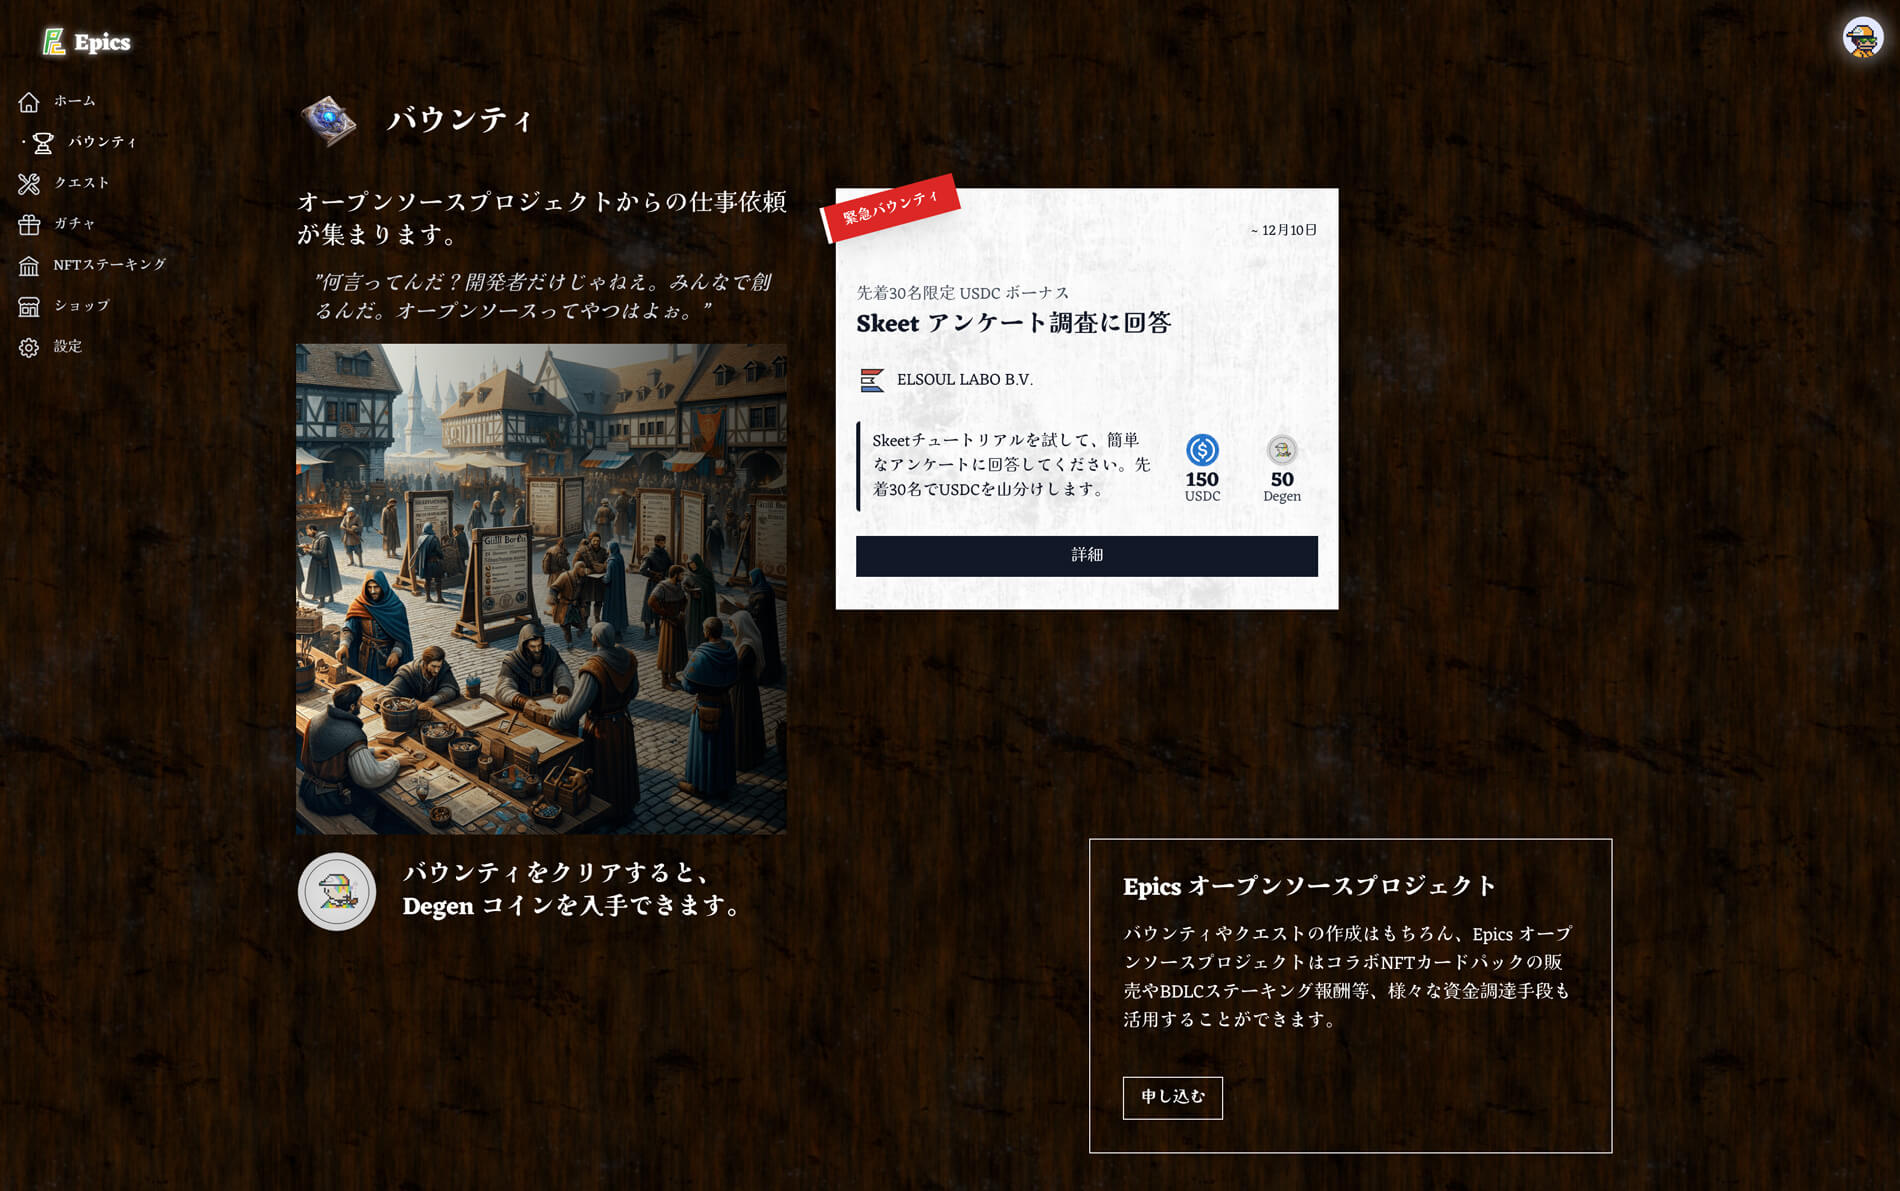 Epics
ホーム
バウンティ
クエスト
ガチャ
NFTステーキング
ショップ
設定
バウンティ
オープンソースプロジェクトからの仕事依頼
が集まります。
”何言ってんだ？開発者だけじゃねえ。みんなで創
るんだ。オープンソースってやつはよぉ。”
バウンティをクリアすると、
Degen コインを入手できます。
緊急バウンティ
~ 12月10日
先着30名限定 USDC ボーナス
Skeet アンケート調査に回答
ELSOUL LABO B.V.
Skeetチュートリアルを試して、簡単
なアンケートに回答してください。先
着30名でUSDCを山分けします。
150
USDC
50
Degen
詳細
Epics オープンソースプロジェクト
バウンティやクエストの作成はもちろん、Epics オープ
ンソースプロジェクトはコラボNFTカードパックの販
売やBDLCステーキング報酬等、様々な資金調達手段も
活用することができます。
申し込む